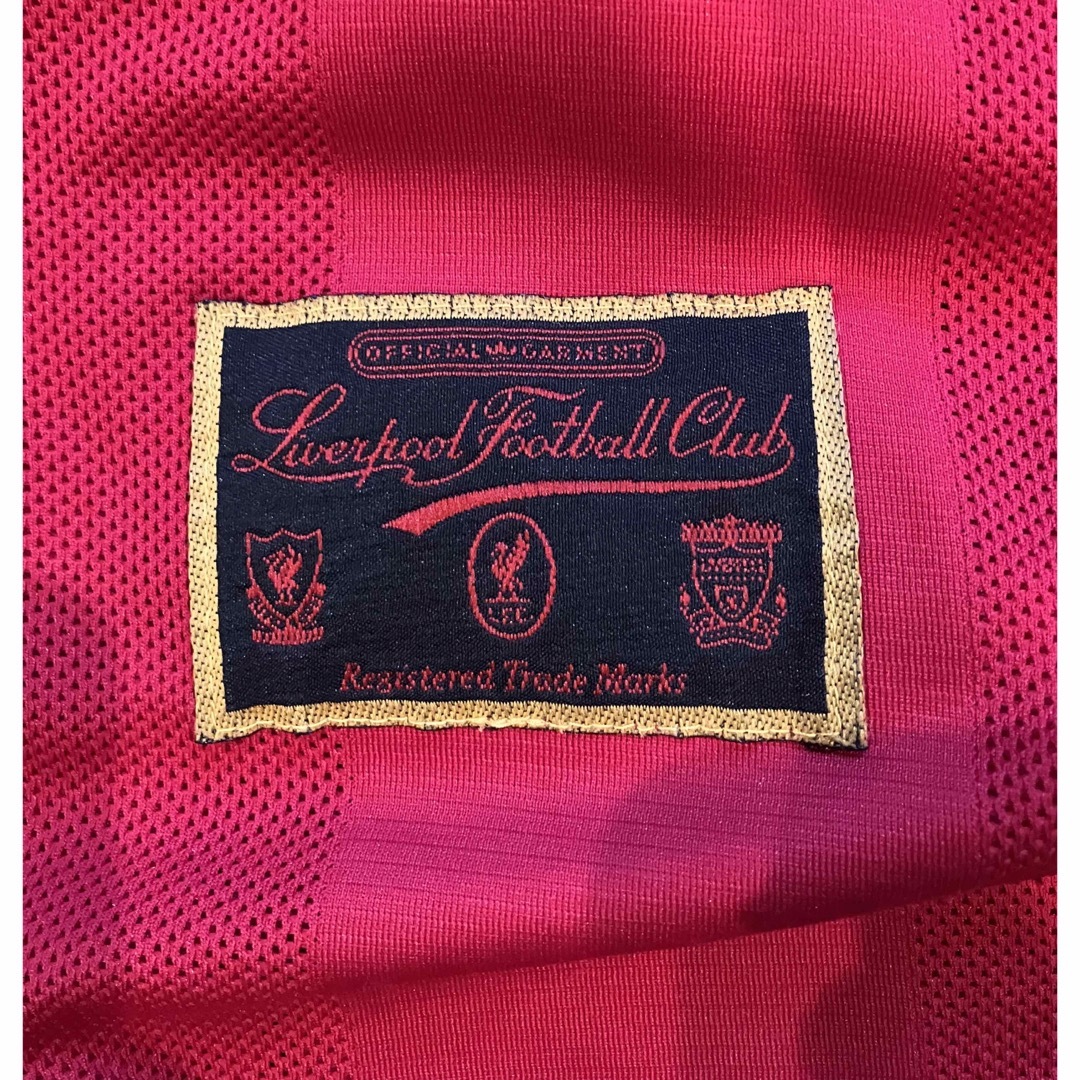 OFFICIAL GARMENT
Liverpool Football Club
L.F.C.
Registered Trade Marks